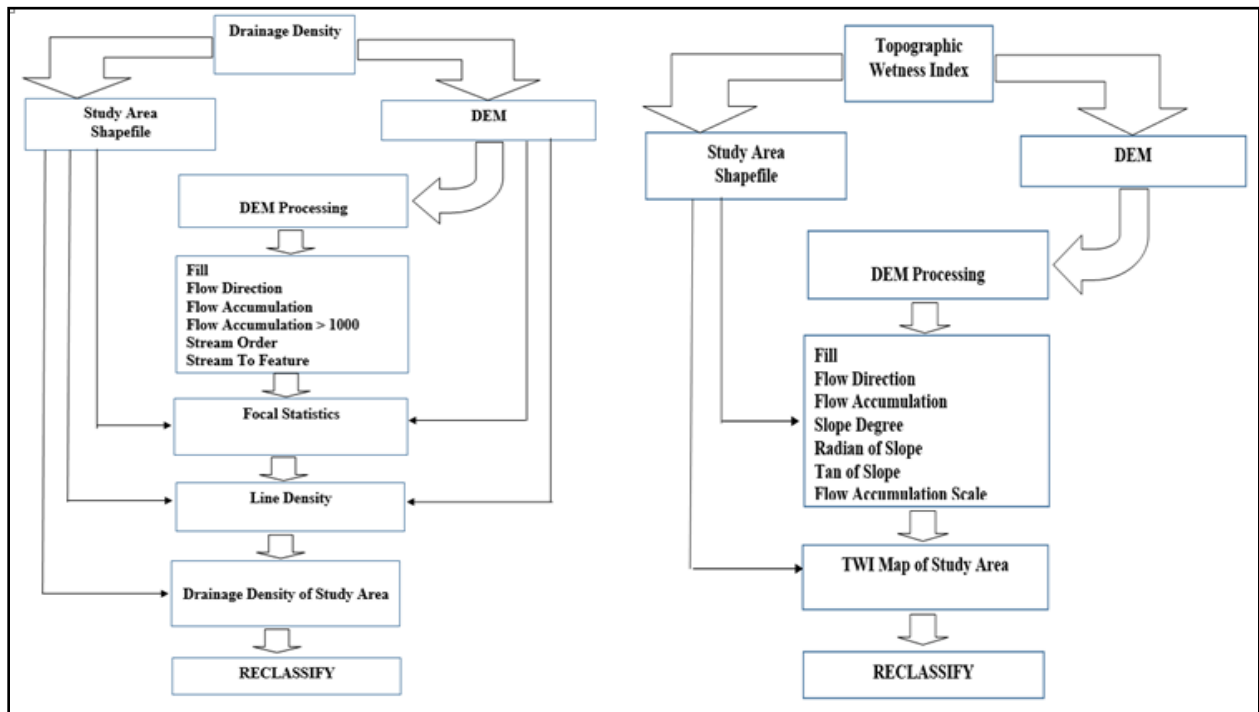 Drainage Density
Study Area
Shapefile
DEM
DEM Processing
Fill
Flow Direction
Flow Accumulation
Flow Accumulation > 1000
Stream Order
Stream To Feature
Focal Statistics
Line Density
Drainage Density of Study Area
RECLASSIFY
Topographic
Wetness Index
Study Area
Shapefile
DEM
DEM Processing
Fill
Flow Direction
Flow Accumulation
Slope Degree
Radian of Slope
Tan of Slope
Flow Accumulation Scale
TWI Map of Study Area
RECLASSIFY